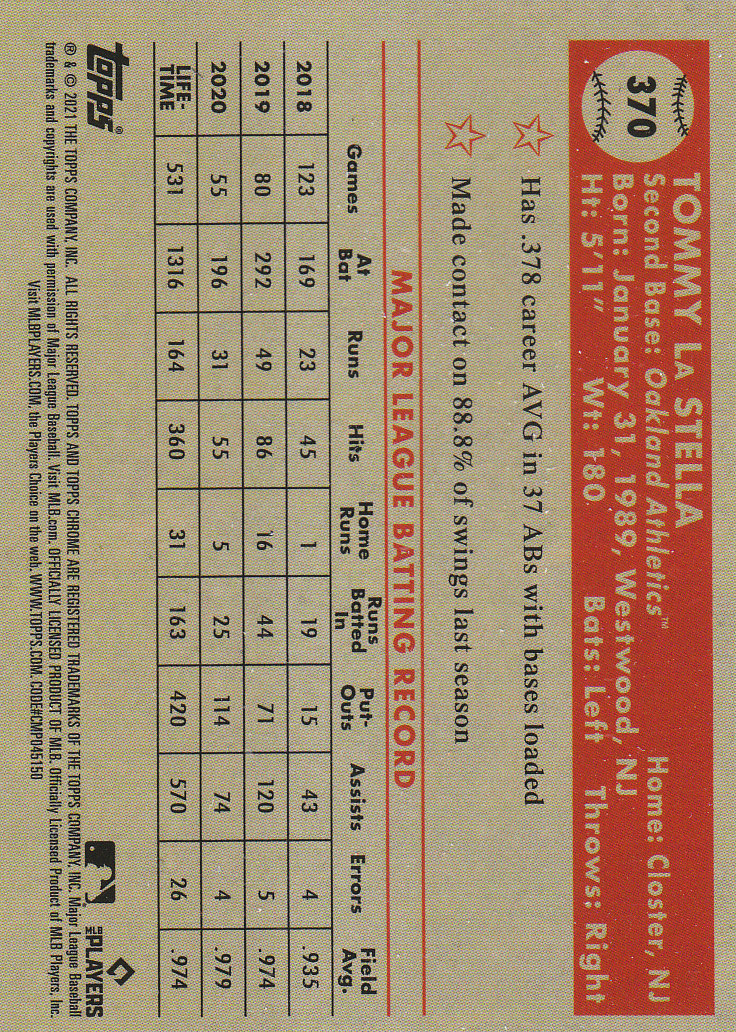 370
TOMMY LA STELLA
Second Base: Oakland Athletics™ Home: Closter, NJ
Born: January 31, 1989, Westwood, NJ
Ht: 5'11" Wt: 180 Bats: Left Throws: Right
Has .378 career AVG in 37 ABs with bases loaded
Made contact on 88.8% of swings last season
MAJOR LEAGUE BATTING RECORD
Games At Bat Runs Hits Home Runs Runs Batted In Put-Outs Assists Errors Field Avg.
2018 123 169 23 45 1 19 15 43 4 .935
2019 80 292 49 86 16 44 71 120 5 .974
2020 55 196 31 55 5 25 114 74 4 .979
LIFE-TIME 531 1316 164 360 31 163 420 570 26 .974
topps® MLB PLAYERS
® & © 2021 THE TOPPS COMPANY, INC. ALL RIGHTS RESERVED. TOPPS AND TOPPS CHROME ARE REGISTERED TRADEMARKS OF THE TOPPS COMPANY, INC. Major League Baseball
trademarks and copyrights are used with permission of Major League Baseball. Visit MLB.com. OFFICIALLY LICENSED PRODUCT OF MLB. Officially Licensed Product of MLB Players, Inc.
Visit MLBPLAYERS.COM, the Players Choice on the web. WWW.TOPPS.COM. CODE#CMP045150